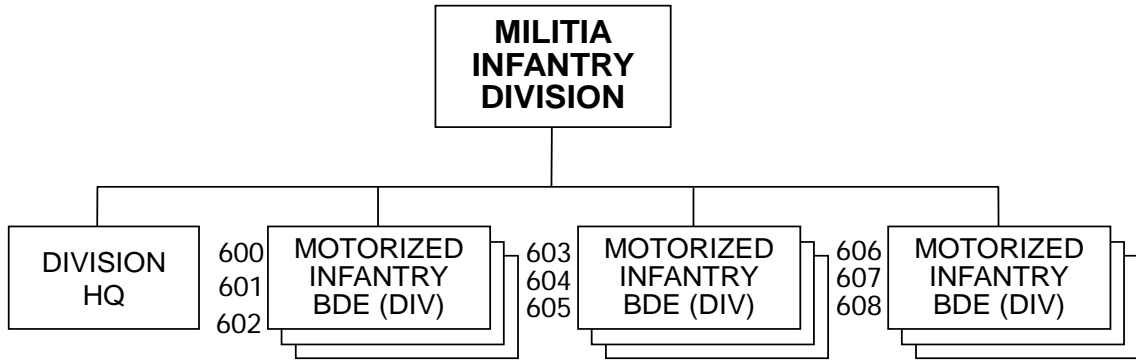 MILITIA
INFANTRY
DIVISION
DIVISION
HQ
600
601
602
MOTORIZED
INFANTRY
BDE (DIV)
603
604
605
MOTORIZED
INFANTRY
BDE (DIV)
606
607
608
MOTORIZED
INFANTRY
BDE (DIV)